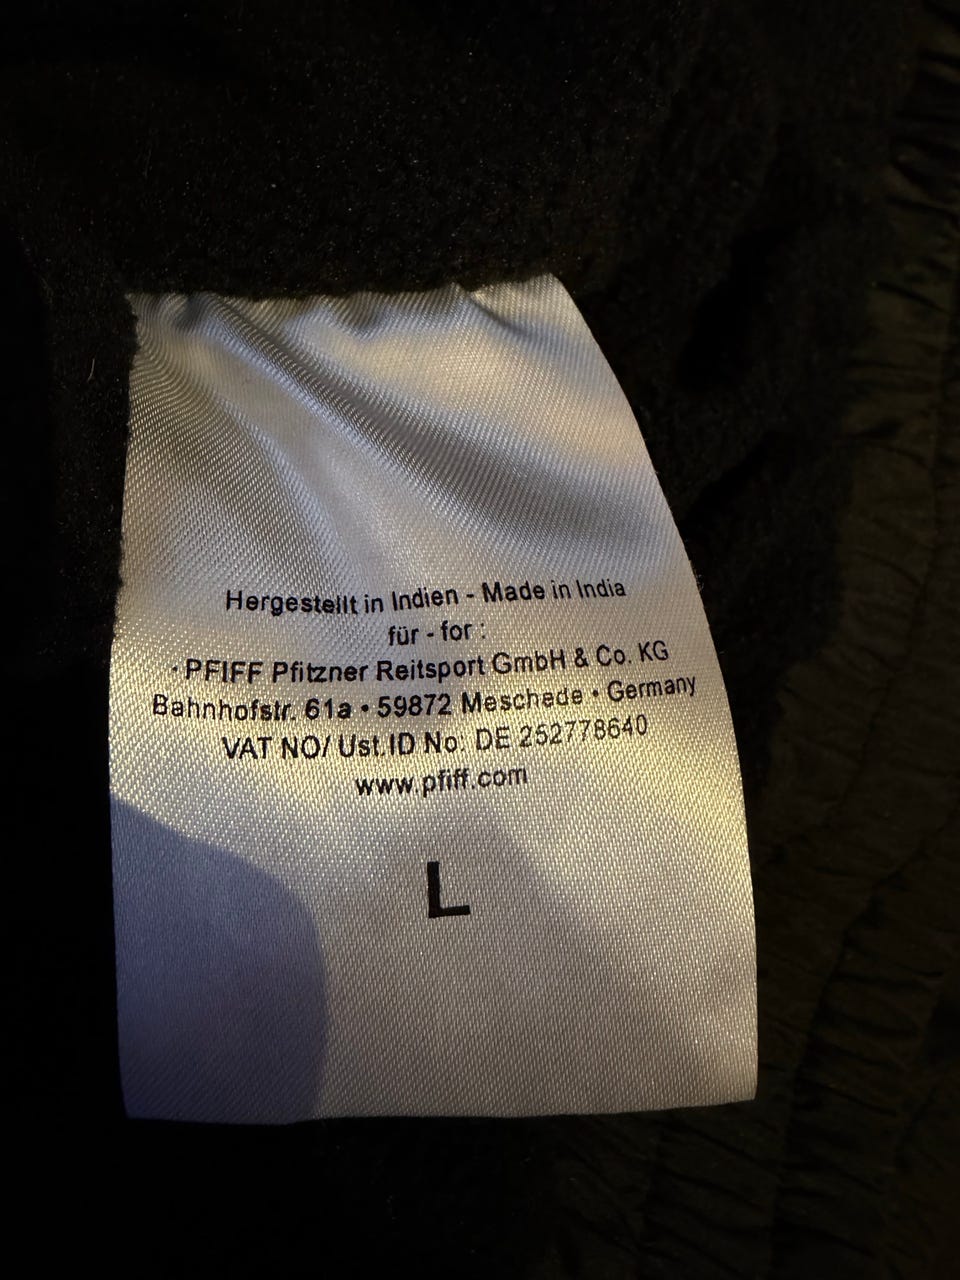 Hergestellt in Indien - Made in India
für - for :
· PFIFF Pfitzner Reitsport GmbH & Co. KG
Bahnhofstr. 61a • 59872 Meschede • Germany
VAT NO/ Ust.ID No: DE 252778640
www.pfiff.com
L